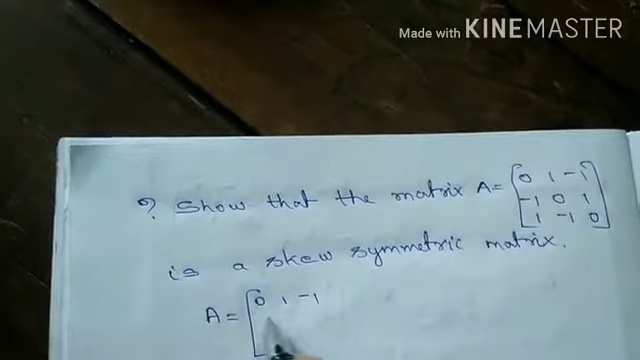 Made with KINEMASTER
? Show that the matrix A = [0 1 -1
-1 0 1
1 -1 0]
is a skew symmetric matrix.
A = [0 1 -1